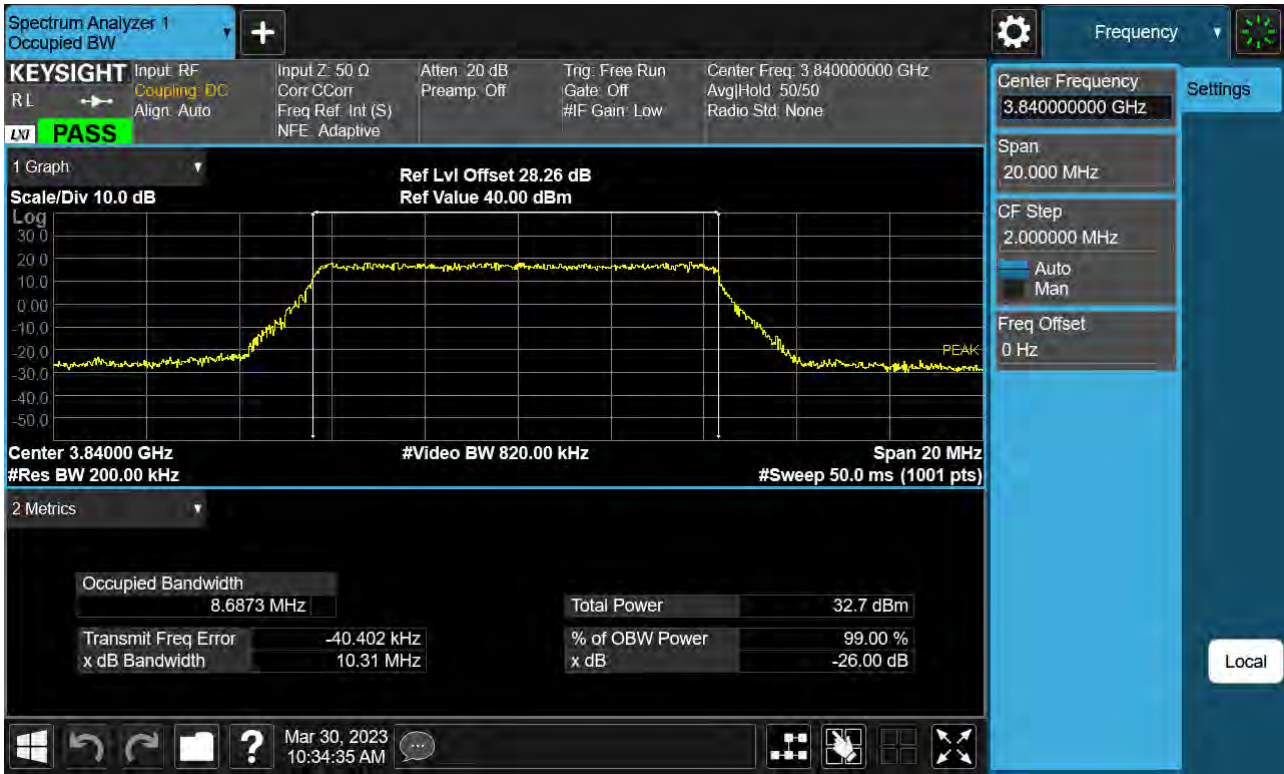 Spectrum Analyzer 1
Occupied BW
Frequency
KEYSIGHT
RL
LXI
PASS
Input: RF
Coupling: DC
Align: Auto
Input Z: 50 Ω
Corr CCorr
Freq Ref: Int (S)
NFE: Adaptive
Atten: 20 dB
Preamp: Off
Trig: Free Run
Gate: Off
#IF Gain: Low
Center Freq: 3.840000000 GHz
Avg|Hold: 50/50
Radio Std: None
Center Frequency
3.840000000 GHz
Settings
Span
20.000 MHz
CF Step
2.000000 MHz
Auto
Man
Freq Offset
0 Hz
1 Graph
Scale/Div 10.0 dB
Ref Lvl Offset 28.26 dB
Ref Value 40.00 dBm
Log
30.0
20.0
10.0
0.00
-10.0
-20.0
-30.0
-40.0
-50.0
PEAK
Center 3.84000 GHz
#Video BW 820.00 kHz
Span 20 MHz
#Res BW 200.00 kHz
#Sweep 50.0 ms (1001 pts)
2 Metrics
Occupied Bandwidth
8.6873 MHz
Total Power 32.7 dBm
Transmit Freq Error -40.402 kHz
% of OBW Power 99.00 %
x dB Bandwidth 10.31 MHz
x dB -26.00 dB
Local
?
Mar 30, 2023
10:34:35 AM